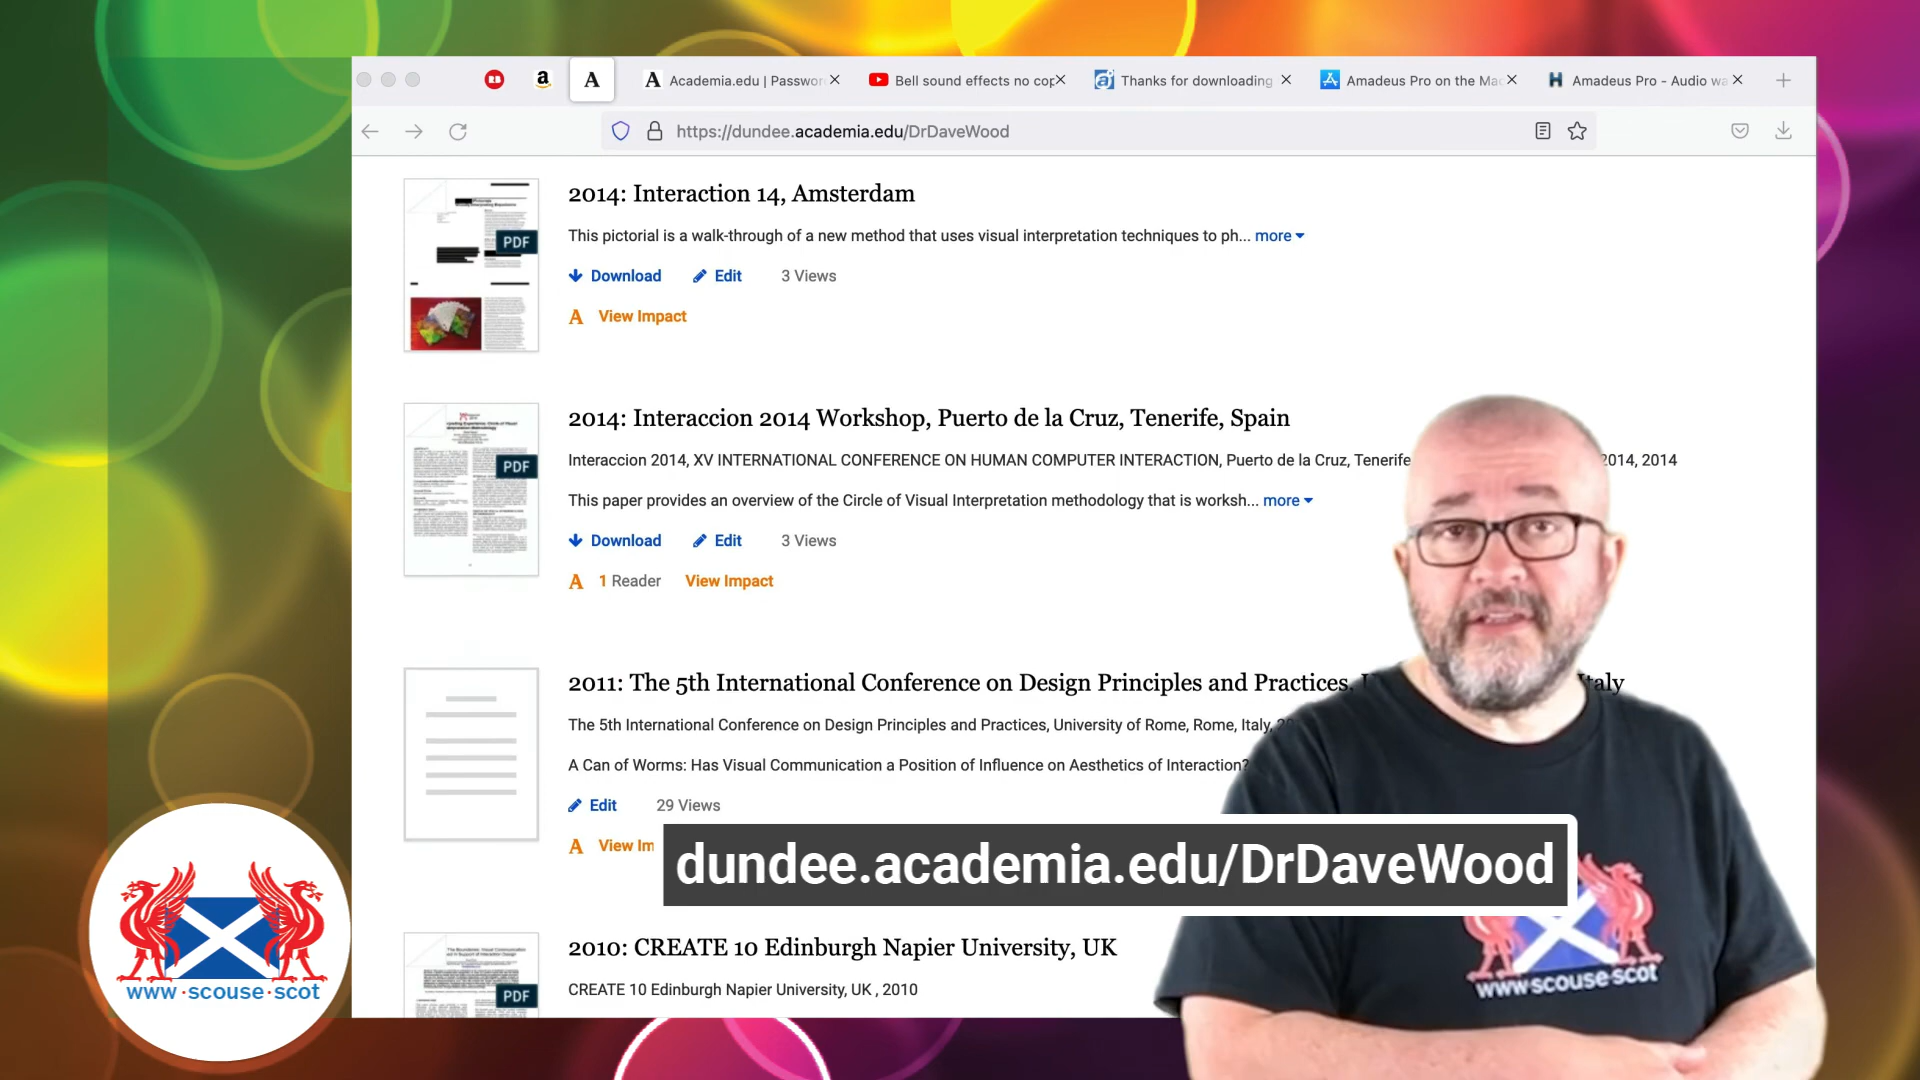 Academia.edu | Passwor
Bell sound effects no cop
Thanks for downloading
Amadeus Pro on the Mac
Amadeus Pro - Audio wa
https://dundee.academia.edu/DrDaveWood
2014: Interaction 14, Amsterdam
This pictorial is a walk-through of a new method that uses visual interpretation techniques to ph... more
PDF
Download Edit 3 Views
A View Impact
2014: Interaccion 2014 Workshop, Puerto de la Cruz, Tenerife, Spain
Interaccion 2014, XV INTERNATIONAL CONFERENCE ON HUMAN COMPUTER INTERACTION, Puerto de la Cruz, Tenerife 2014, 2014
PDF
This paper provides an overview of the Circle of Visual Interpretation methodology that is worksh... more
Download Edit 3 Views
A 1 Reader View Impact
2011: The 5th International Conference on Design Principles and Practices, Italy
The 5th International Conference on Design Principles and Practices, University of Rome, Rome, Italy,
A Can of Worms: Has Visual Communication a Position of Influence on Aesthetics of Interaction?
Edit 29 Views
A View Im
dundee.academia.edu/DrDaveWood
2010: CREATE 10 Edinburgh Napier University, UK
CREATE 10 Edinburgh Napier University, UK , 2010
PDF
www·scouse·scot
www·scouse·scot